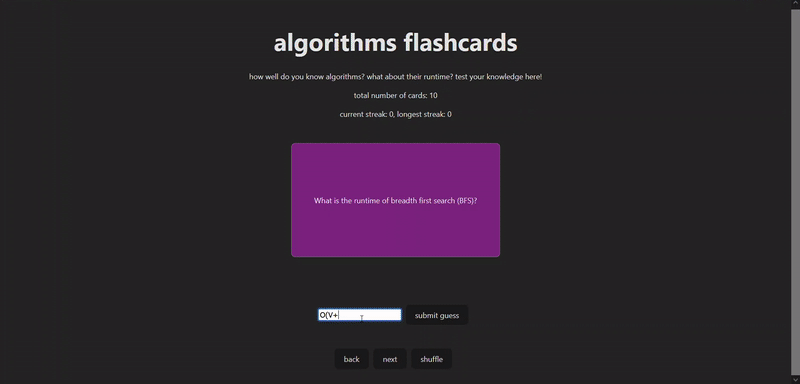 algorithms flashcards
how well do you know algorithms? what about their runtime? test your knowledge here!
total number of cards: 10
current streak: 0, longest streak: 0
What is the runtime of breadth first search (BFS)?
O(V+
submit guess
back
next
shuffle